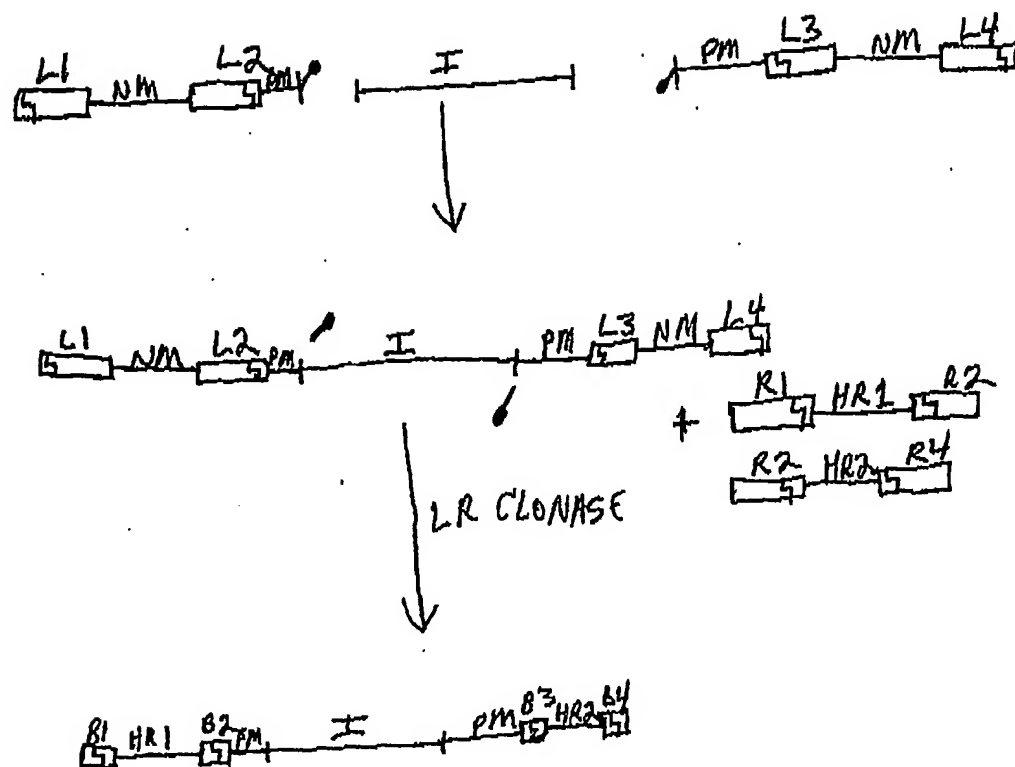 L1 NM L2 PM I PM L3 NM L4
L1 NM L2 PM I PM L3 NM L4
+ R1 HR1 R2
R2 HR2 R4
LR CLONASE
B1 HR1 B2 PM I PM B3 HR2 B4